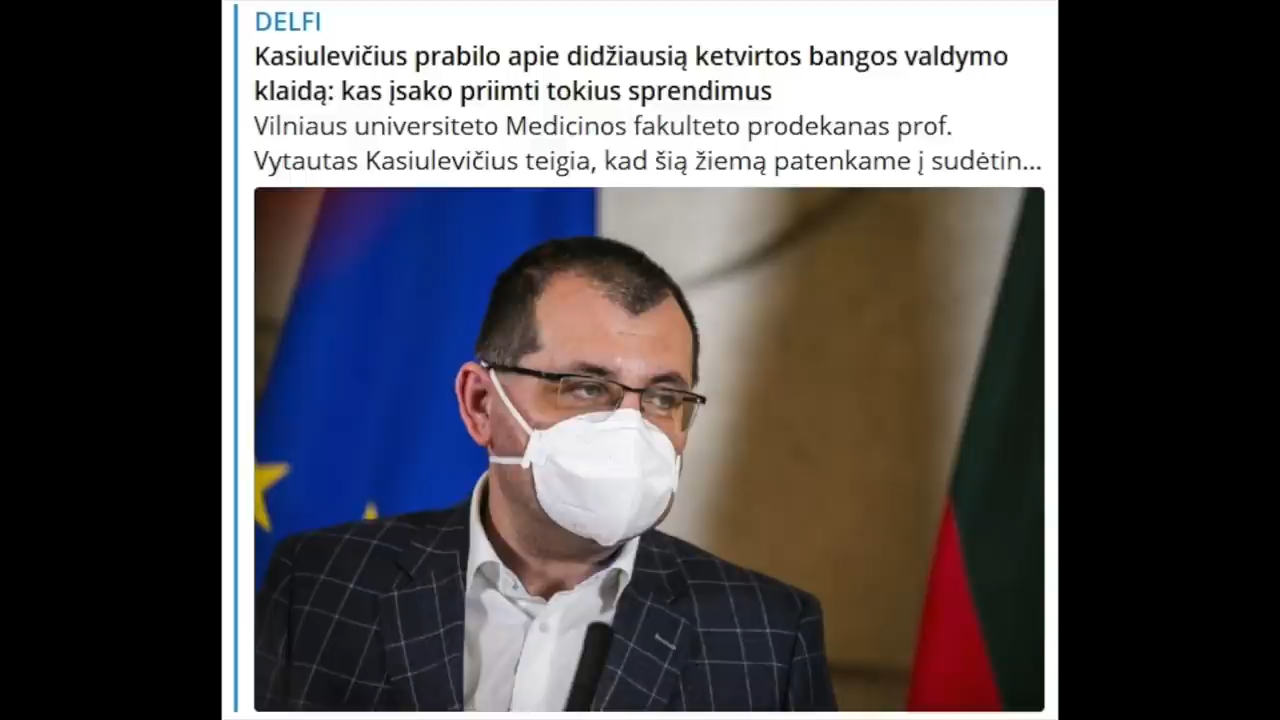 DELFI
Kasiulevičius prabilo apie didžiausią ketvirtos bangos valdymo
klaidą: kas įsako priimti tokius sprendimus
Vilniaus universiteto Medicinos fakulteto prodekanas prof.
Vytautas Kasiulevičius teigia, kad šią žiemą patenkame į sudėtin...